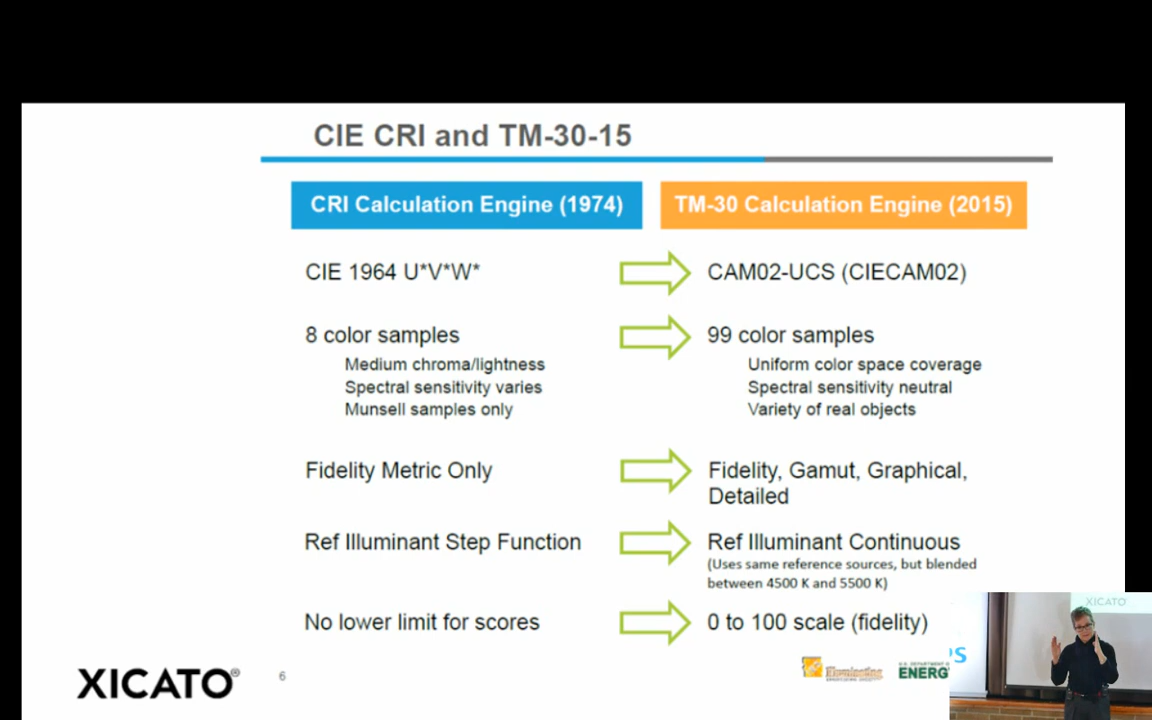 CIE CRI and TM-30-15
CRI Calculation Engine (1974)
TM-30 Calculation Engine (2015)
CIE 1964 U*V*W*
CAM02-UCS (CIECAM02)
8 color samples
99 color samples
Medium chroma/lightness
Uniform color space coverage
Spectral sensitivity varies
Spectral sensitivity neutral
Munsell samples only
Variety of real objects
Fidelity Metric Only
Fidelity, Gamut, Graphical,
Detailed
Ref Illuminant Step Function
Ref Illuminant Continuous
(Uses same reference sources, but blended
between 4500 K and 5500 K)
No lower limit for scores
0 to 100 scale (fidelity)
XICATO
XICATO®
6
Illuminating
U.S. DEPARTMENT O
ENERG